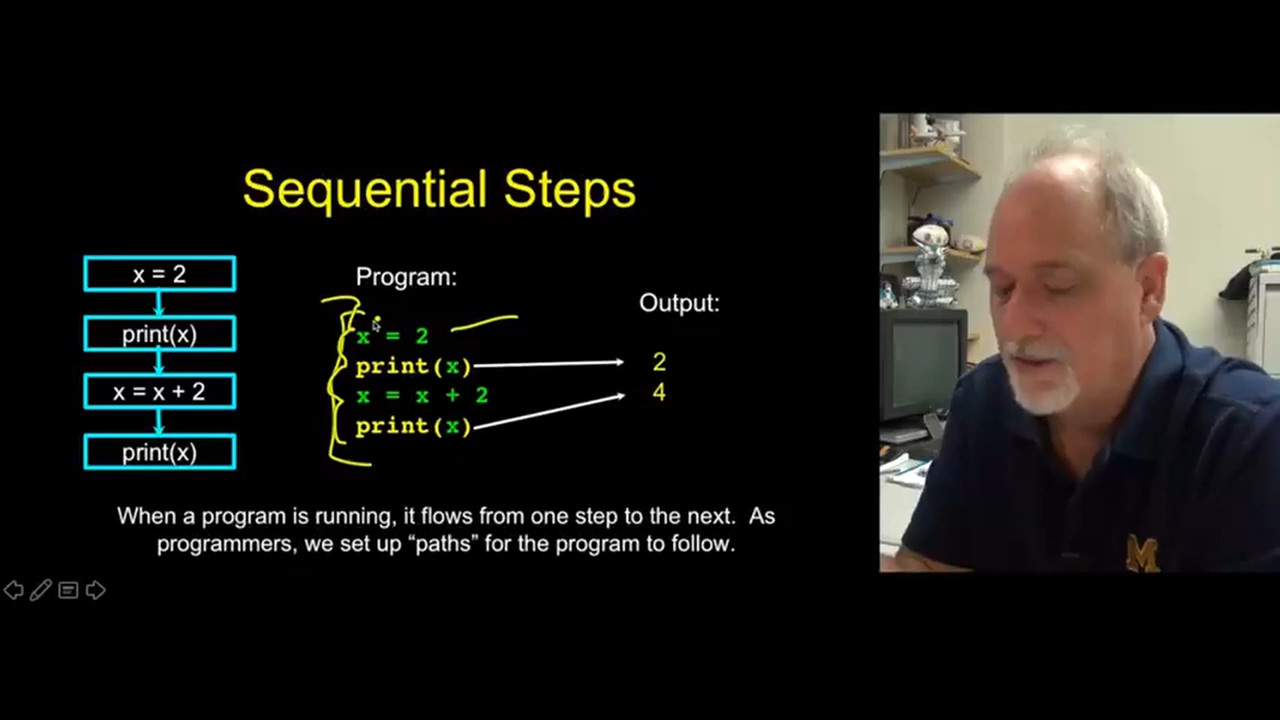 Sequential Steps
x = 2
print(x)
x = x + 2
print(x)
Program:
x = 2
print(x)
x = x + 2
print(x)
Output:
2
4
When a program is running, it flows from one step to the next. As
programmers, we set up “paths” for the program to follow.
M